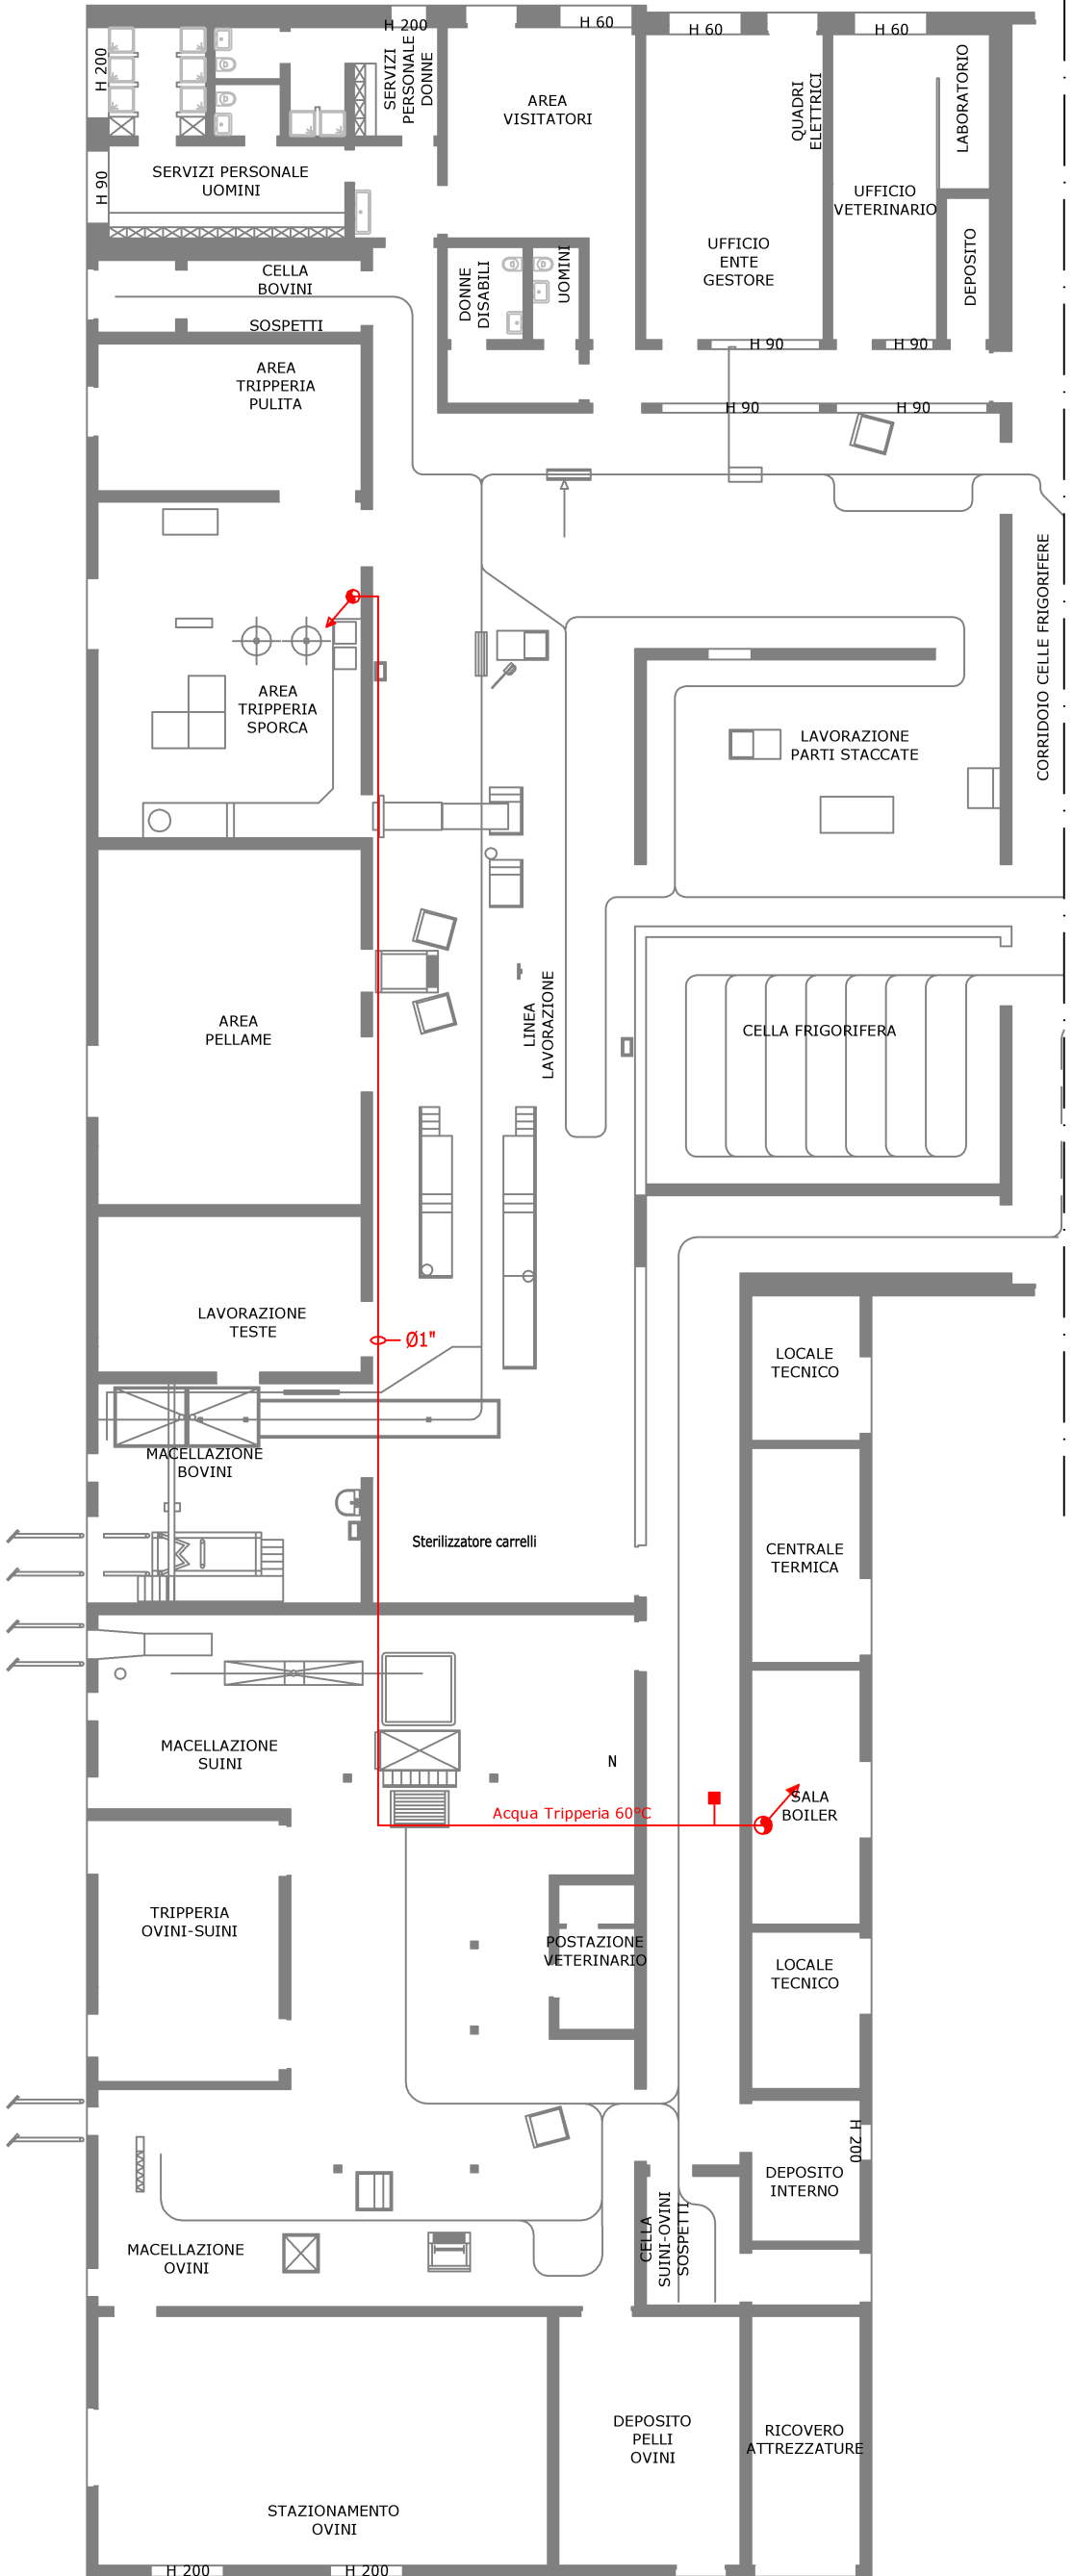 H 200
H 60
H 60
H 60
H 200
SERVIZI
PERSONALE
DONNE
AREA
VISITATORI
QUADRI
ELETTRICI
LABORATORIO
SERVIZI PERSONALE
UOMINI
H 90
UFFICIO
VETERINARIO
UFFICIO
ENTE
GESTORE
DEPOSITO
CELLA
BOVINI
SOSPETTI
DONNE
DISABILI
UOMINI
H 90
H 90
AREA
TRIPPERIA
PULITA
H 90
H 90
CORRIDOIO CELLE FRIGORIFERE
AREA
TRIPPERIA
SPORCA
LAVORAZIONE
PARTI STACCATE
AREA
PELLAME
LINEA
LAVORAZIONE
CELLA FRIGORIFERA
LAVORAZIONE
TESTE
Ø1"
LOCALE
TECNICO
MACELLAZIONE
BOVINI
Sterilizzatore carrelli
CENTRALE
TERMICA
MACELLAZIONE
SUINI
N
SALA
BOILER
Acqua Tripperia 60°C
TRIPPERIA
OVINI-SUINI
POSTAZIONE
VETERINARIO
LOCALE
TECNICO
H 200
DEPOSITO
INTERNO
CELLA
SUINI-OVINI
SOSPETTI
MACELLAZIONE
OVINI
DEPOSITO
PELLI
OVINI
RICOVERO
ATTREZZATURE
STAZIONAMENTO
OVINI
H 200
H 200